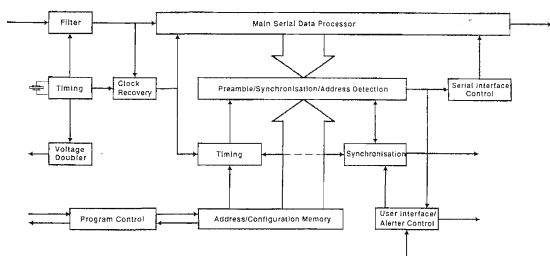 Filter
Main Serial Data Processor
Timing
Clock
Recovery
Preamble/Synchronisation/Address Detection
Serial Interface
Control
Voltage
Doubler
Timing
Synchronisation
Program Control
Address/Configuration Memory
User Interface/
Alerter Control